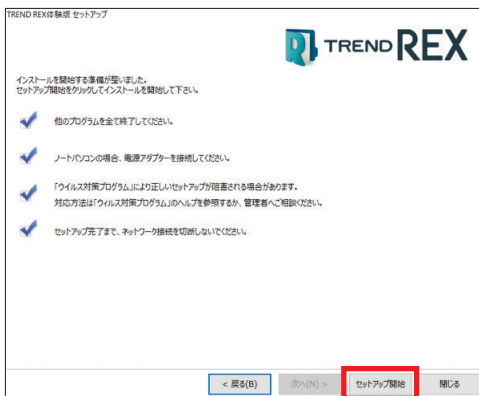 TREND REX体験版 セットアップ
TREND REX
インストールを開始する準備が整いました。
セットアップ開始をクリックしてインストールを開始して下さい。
他のプログラムを全て終了してください。
ノートパソコンの場合、電源アダプターを接続してください。
「ウイルス対策プログラム」により正しいセットアップが阻害される場合があります。
対応方法は「ウィルス対策プログラム」のヘルプを参照するか、管理者へご相談ください。
セットアップ完了まで、ネットワーク接続を切断しないでください。
< 戻る(B) 次へ(N) > セットアップ開始 閉じる